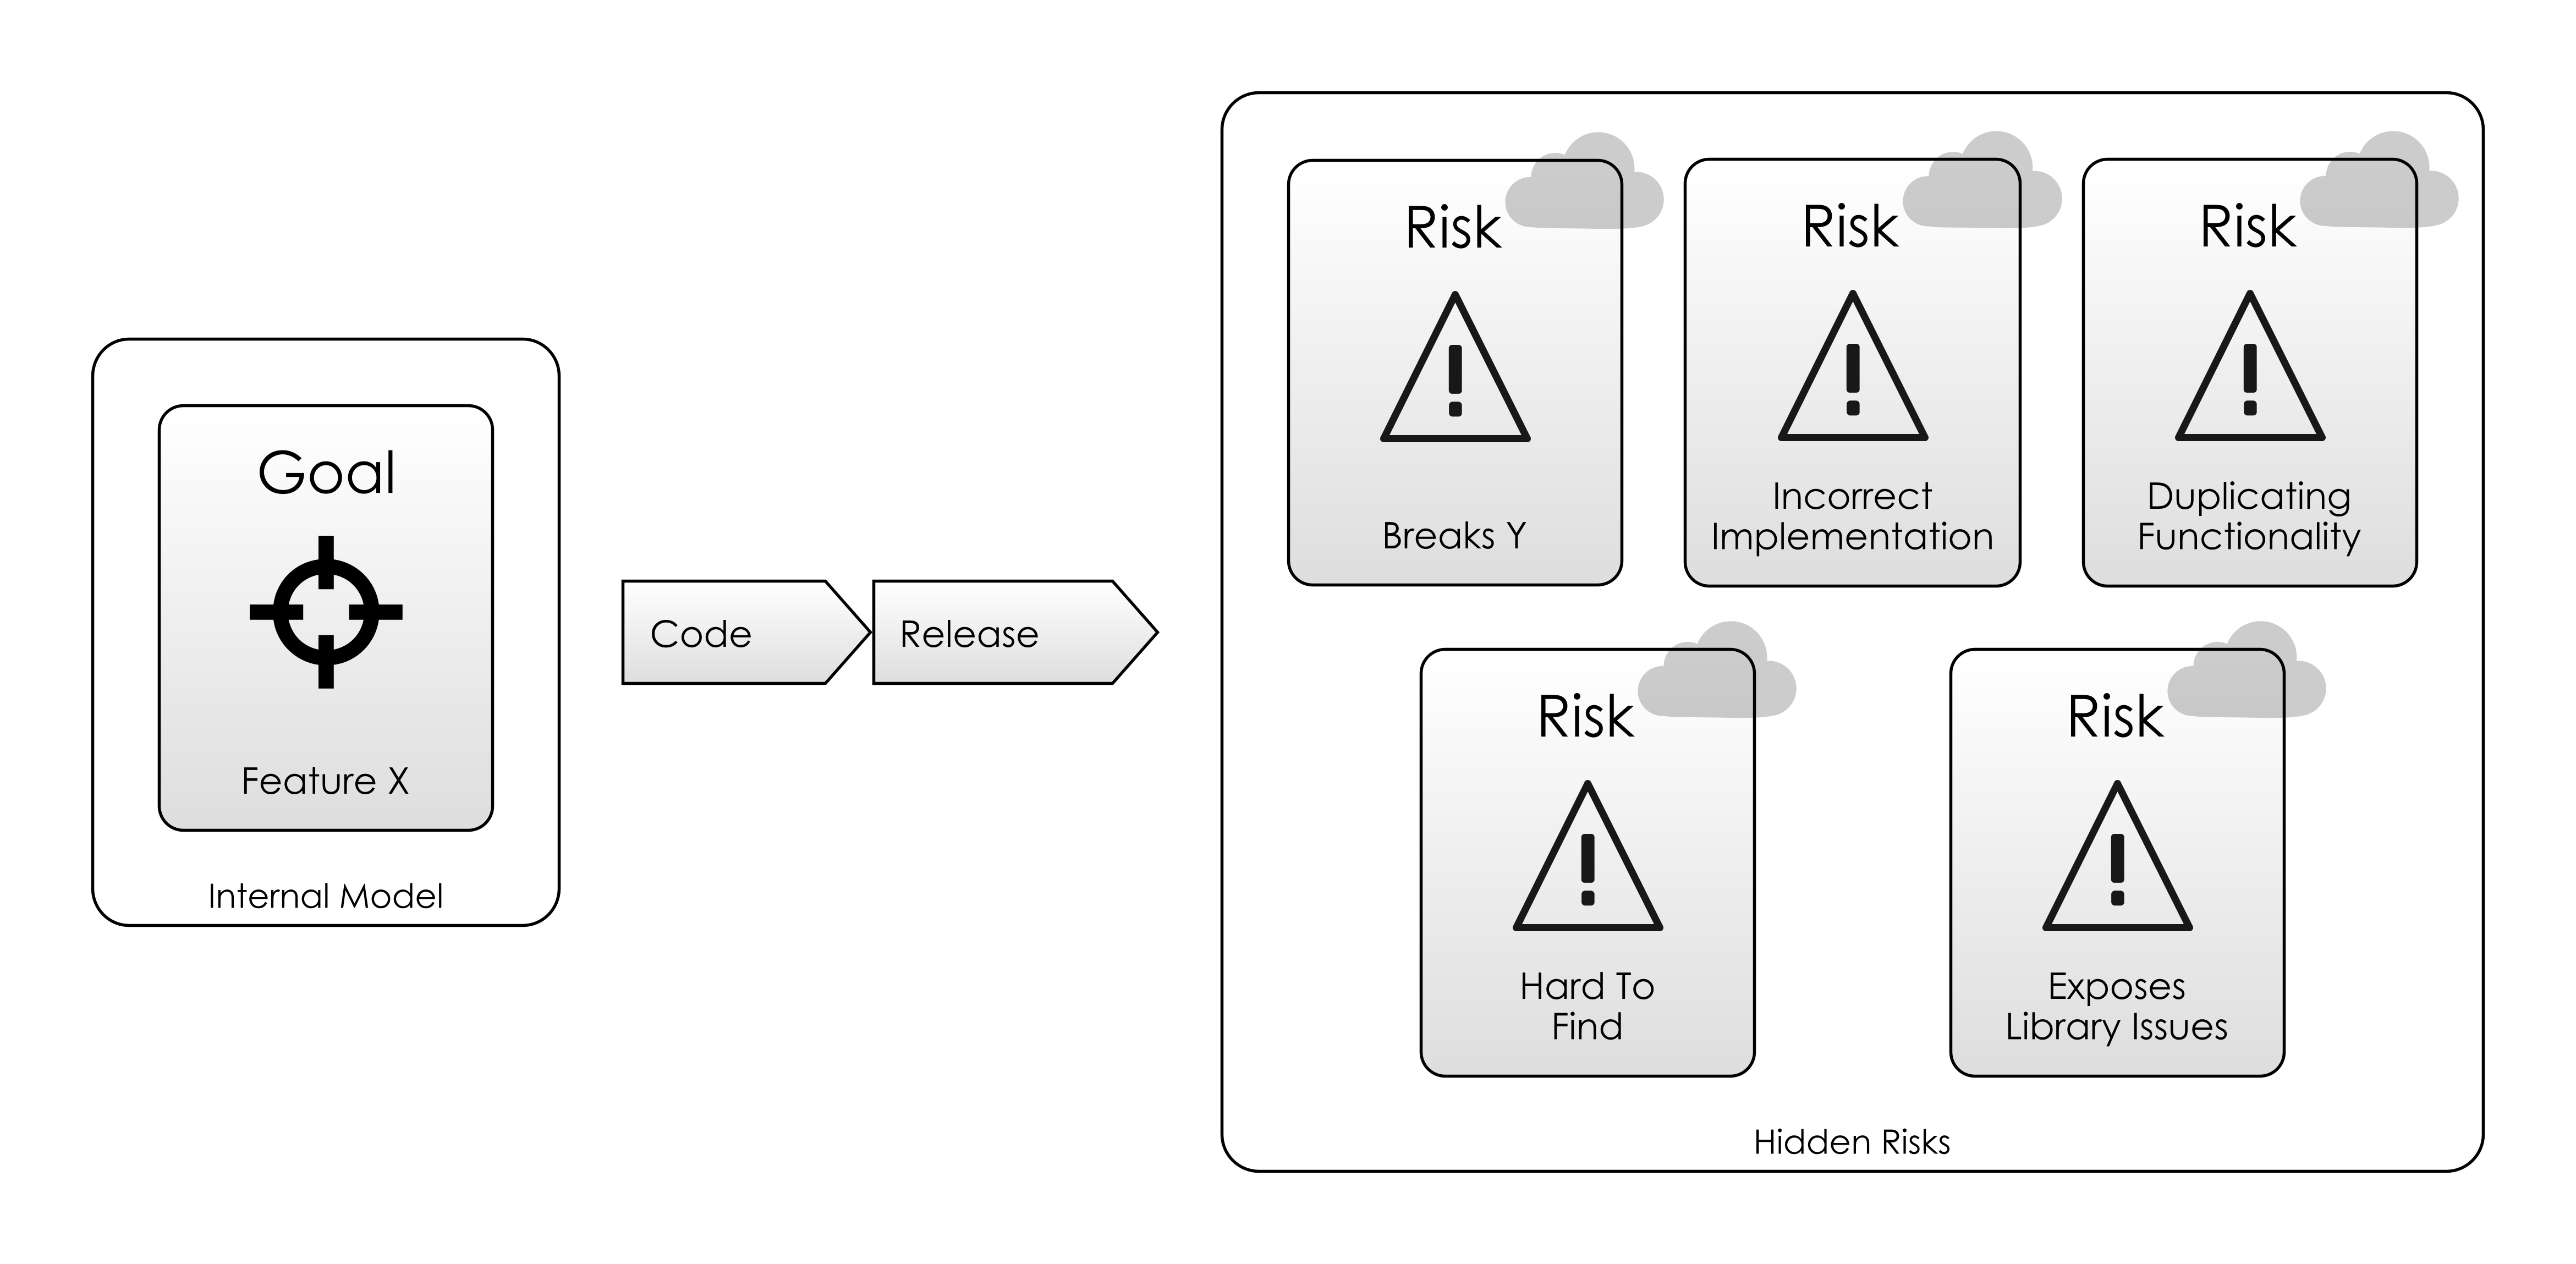 Goal
Feature X
Internal Model
Code
Release
Risk
Breaks Y
Risk
Incorrect
Implementation
Risk
Duplicating
Functionality
Risk
Hard To
Find
Risk
Exposes
Library Issues
Hidden Risks